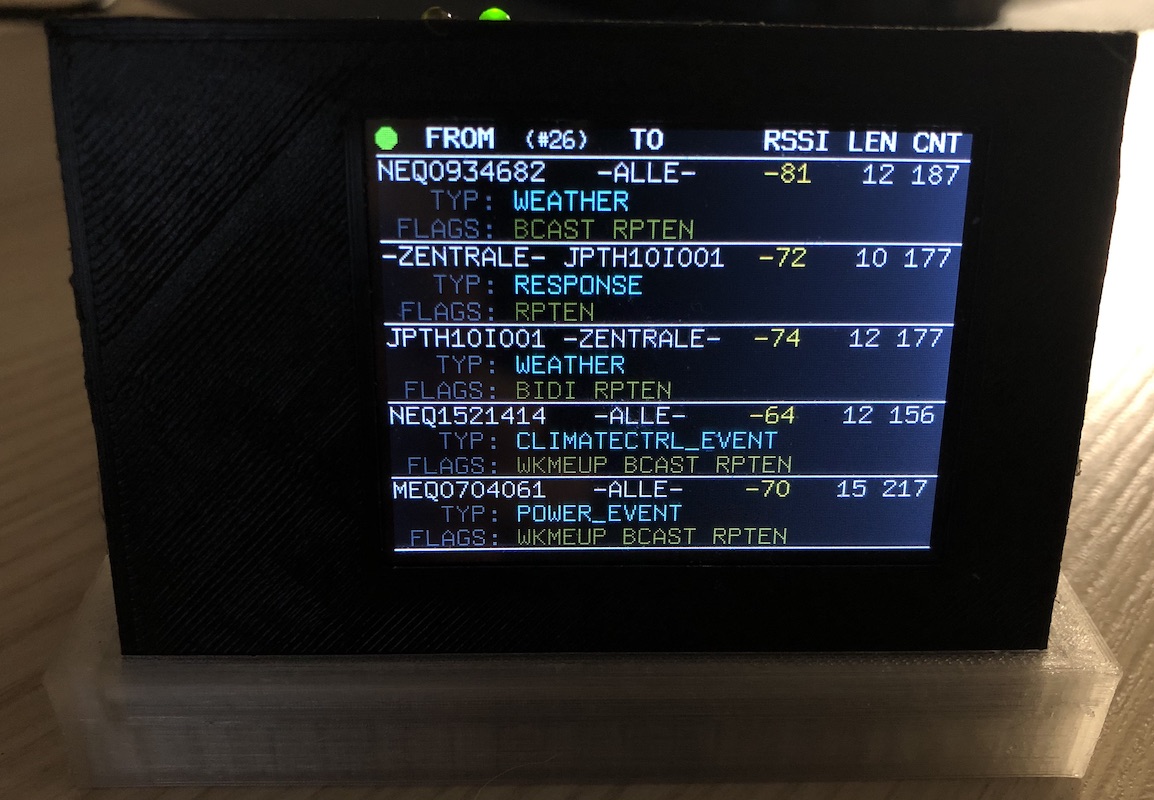 FROM (#26) TO RSSI LEN CNT
NEQ0934682 -ALLE- -81 12 187
TYP: WEATHER
FLAGS: BCAST RPTEN
-ZENTRALE- JPTH10I001 -72 10 177
TYP: RESPONSE
FLAGS: RPTEN
JPTH10I001 -ZENTRALE- -74 12 177
TYP: WEATHER
FLAGS: BIDI RPTEN
NEQ1521414 -ALLE- -64 12 156
TYP: CLIMATECTRL_EVENT
FLAGS: WKMEUP BCAST RPTEN
MEQ0704061 -ALLE- -70 15 217
TYP: POWER_EVENT
FLAGS: WKMEUP BCAST RPTEN